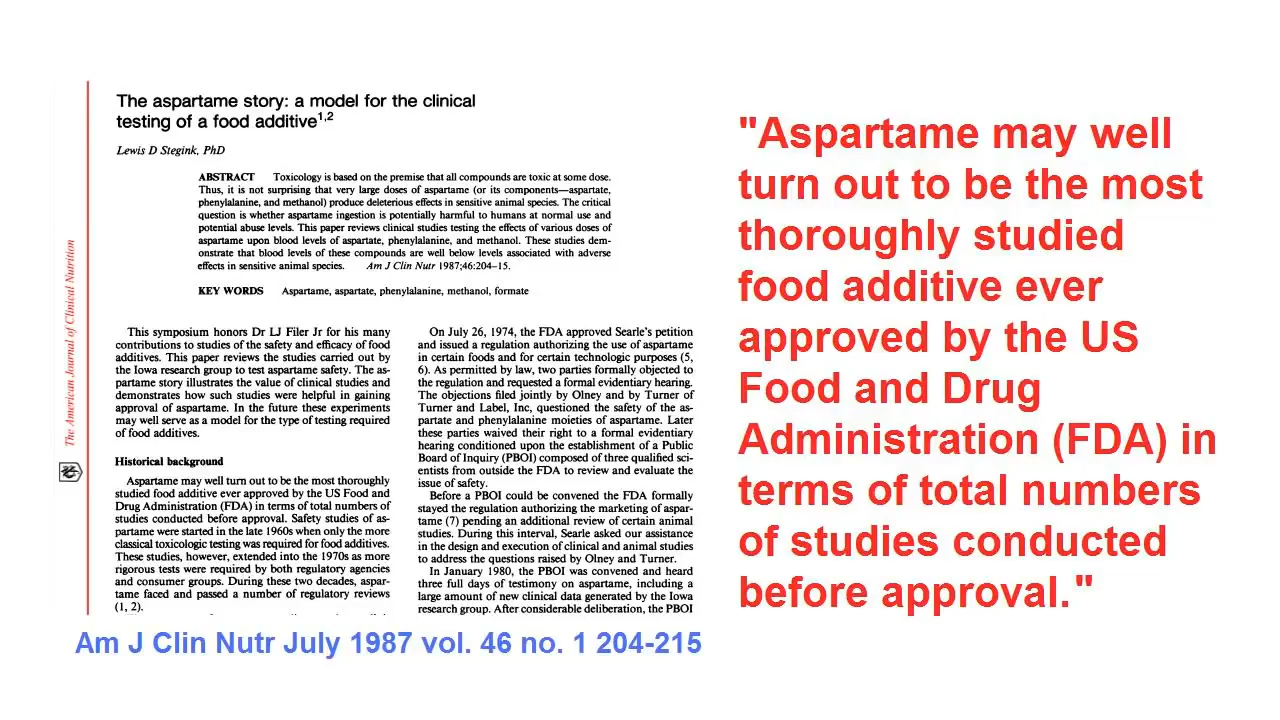 The aspartame story: a model for the clinical
testing of a food additive1,2
Lewis D Stegink, PhD
ABSTRACT Toxicology is based on the premise that all compounds are toxic at some dose.
Thus, it is not surprising that very large doses of aspartame (or its components—aspartate,
phenylalanine, and methanol) produce deleterious effects in sensitive animal species. The critical
question is whether aspartame ingestion is potentially harmful to humans at normal use and
potential abuse levels. This paper reviews clinical studies testing the effects of various doses of
aspartame upon blood levels of aspartate, phenylalanine, and methanol. These studies dem-
onstrate that blood levels of these compounds are well below levels associated with adverse
effects in sensitive animal species. Am J Clin Nutr 1987;46:204–15.
KEY WORDS Aspartame, aspartate, phenylalanine, methanol, formate
The American Journal of Clinical Nutrition
This symposium honors Dr LJ Filer Jr for his many
contributions to studies of the safety and efficacy of food
additives. This paper reviews the studies carried out by
the Iowa research group to test aspartame safety. The as-
partame story illustrates the value of clinical studies and
demonstrates how such studies were helpful in gaining
approval of aspartame. In the future these experiments
may well serve as a model for the type of testing required
of food additives.
Historical background
Aspartame may well turn out to be the most thoroughly
studied food additive ever approved by the US Food and
Drug Administration (FDA) in terms of total numbers of
studies conducted before approval. Safety studies of as-
partame were started in the late 1960s when only the more
classical toxicologic testing was required for food additives.
These studies, however, extended into the 1970s as more
rigorous tests were required by both regulatory agencies
and consumer groups. During these two decades, aspar-
tame faced and passed a number of regulatory reviews
(1, 2).
On July 26, 1974, the FDA approved Searle's petition
and issued a regulation authorizing the use of aspartame
in certain foods and for certain technologic purposes (5,
6). As permitted by law, two parties formally objected to
the regulation and requested a formal evidentiary hearing.
The objections filed jointly by Olney and by Turner of
Turner and Label, Inc, questioned the safety of the as-
partate and phenylalanine moieties of aspartame. Later
these parties waived their right to a formal evidentiary
hearing conditioned upon the establishment of a Public
Board of Inquiry (PBOI) composed of three qualified sci-
entists from outside the FDA to review and evaluate the
issue of safety.
Before a PBOI could be convened the FDA formally
stayed the regulation authorizing the marketing of aspar-
tame (7) pending an additional review of certain animal
studies. During this interval, Searle asked our assistance
in the design and execution of clinical and animal studies
to address the questions raised by Olney and Turner.
In January 1980, the PBOI was convened and heard
three full days of testimony on aspartame, including a
large amount of new clinical data generated by the Iowa
research group. After considerable deliberation, the PBOI
Am J Clin Nutr July 1987 vol. 46 no. 1 204-215
"Aspartame may well
turn out to be the most
thoroughly studied
food additive ever
approved by the US
Food and Drug
Administration (FDA) in
terms of total numbers
of studies conducted
before approval."